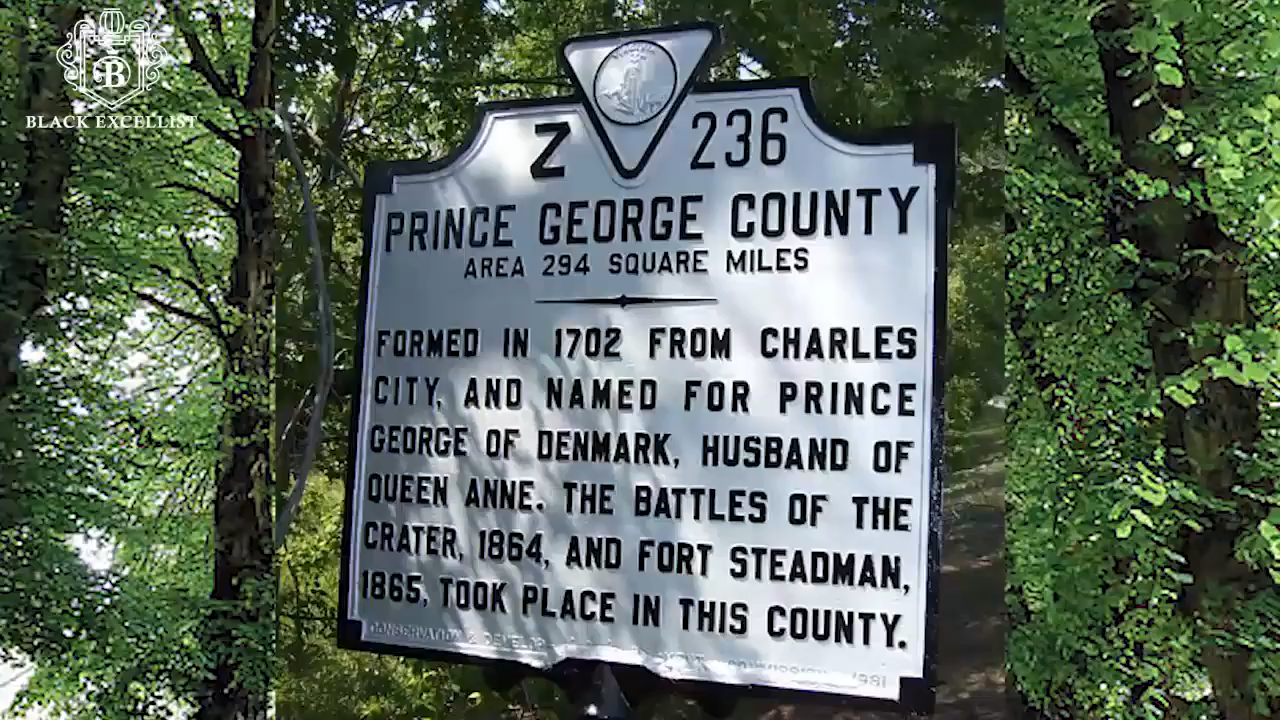 B
BLACK EXCELLIST
Z 236
PRINCE GEORGE COUNTY
AREA 294 SQUARE MILES
FORMED IN 1702 FROM CHARLES
CITY, AND NAMED FOR PRINCE
GEORGE OF DENMARK, HUSBAND OF
QUEEN ANNE. THE BATTLES OF THE
CRATER, 1864, AND FORT STEADMAN,
1865, TOOK PLACE IN THIS COUNTY.
CONSERVATION & 1981